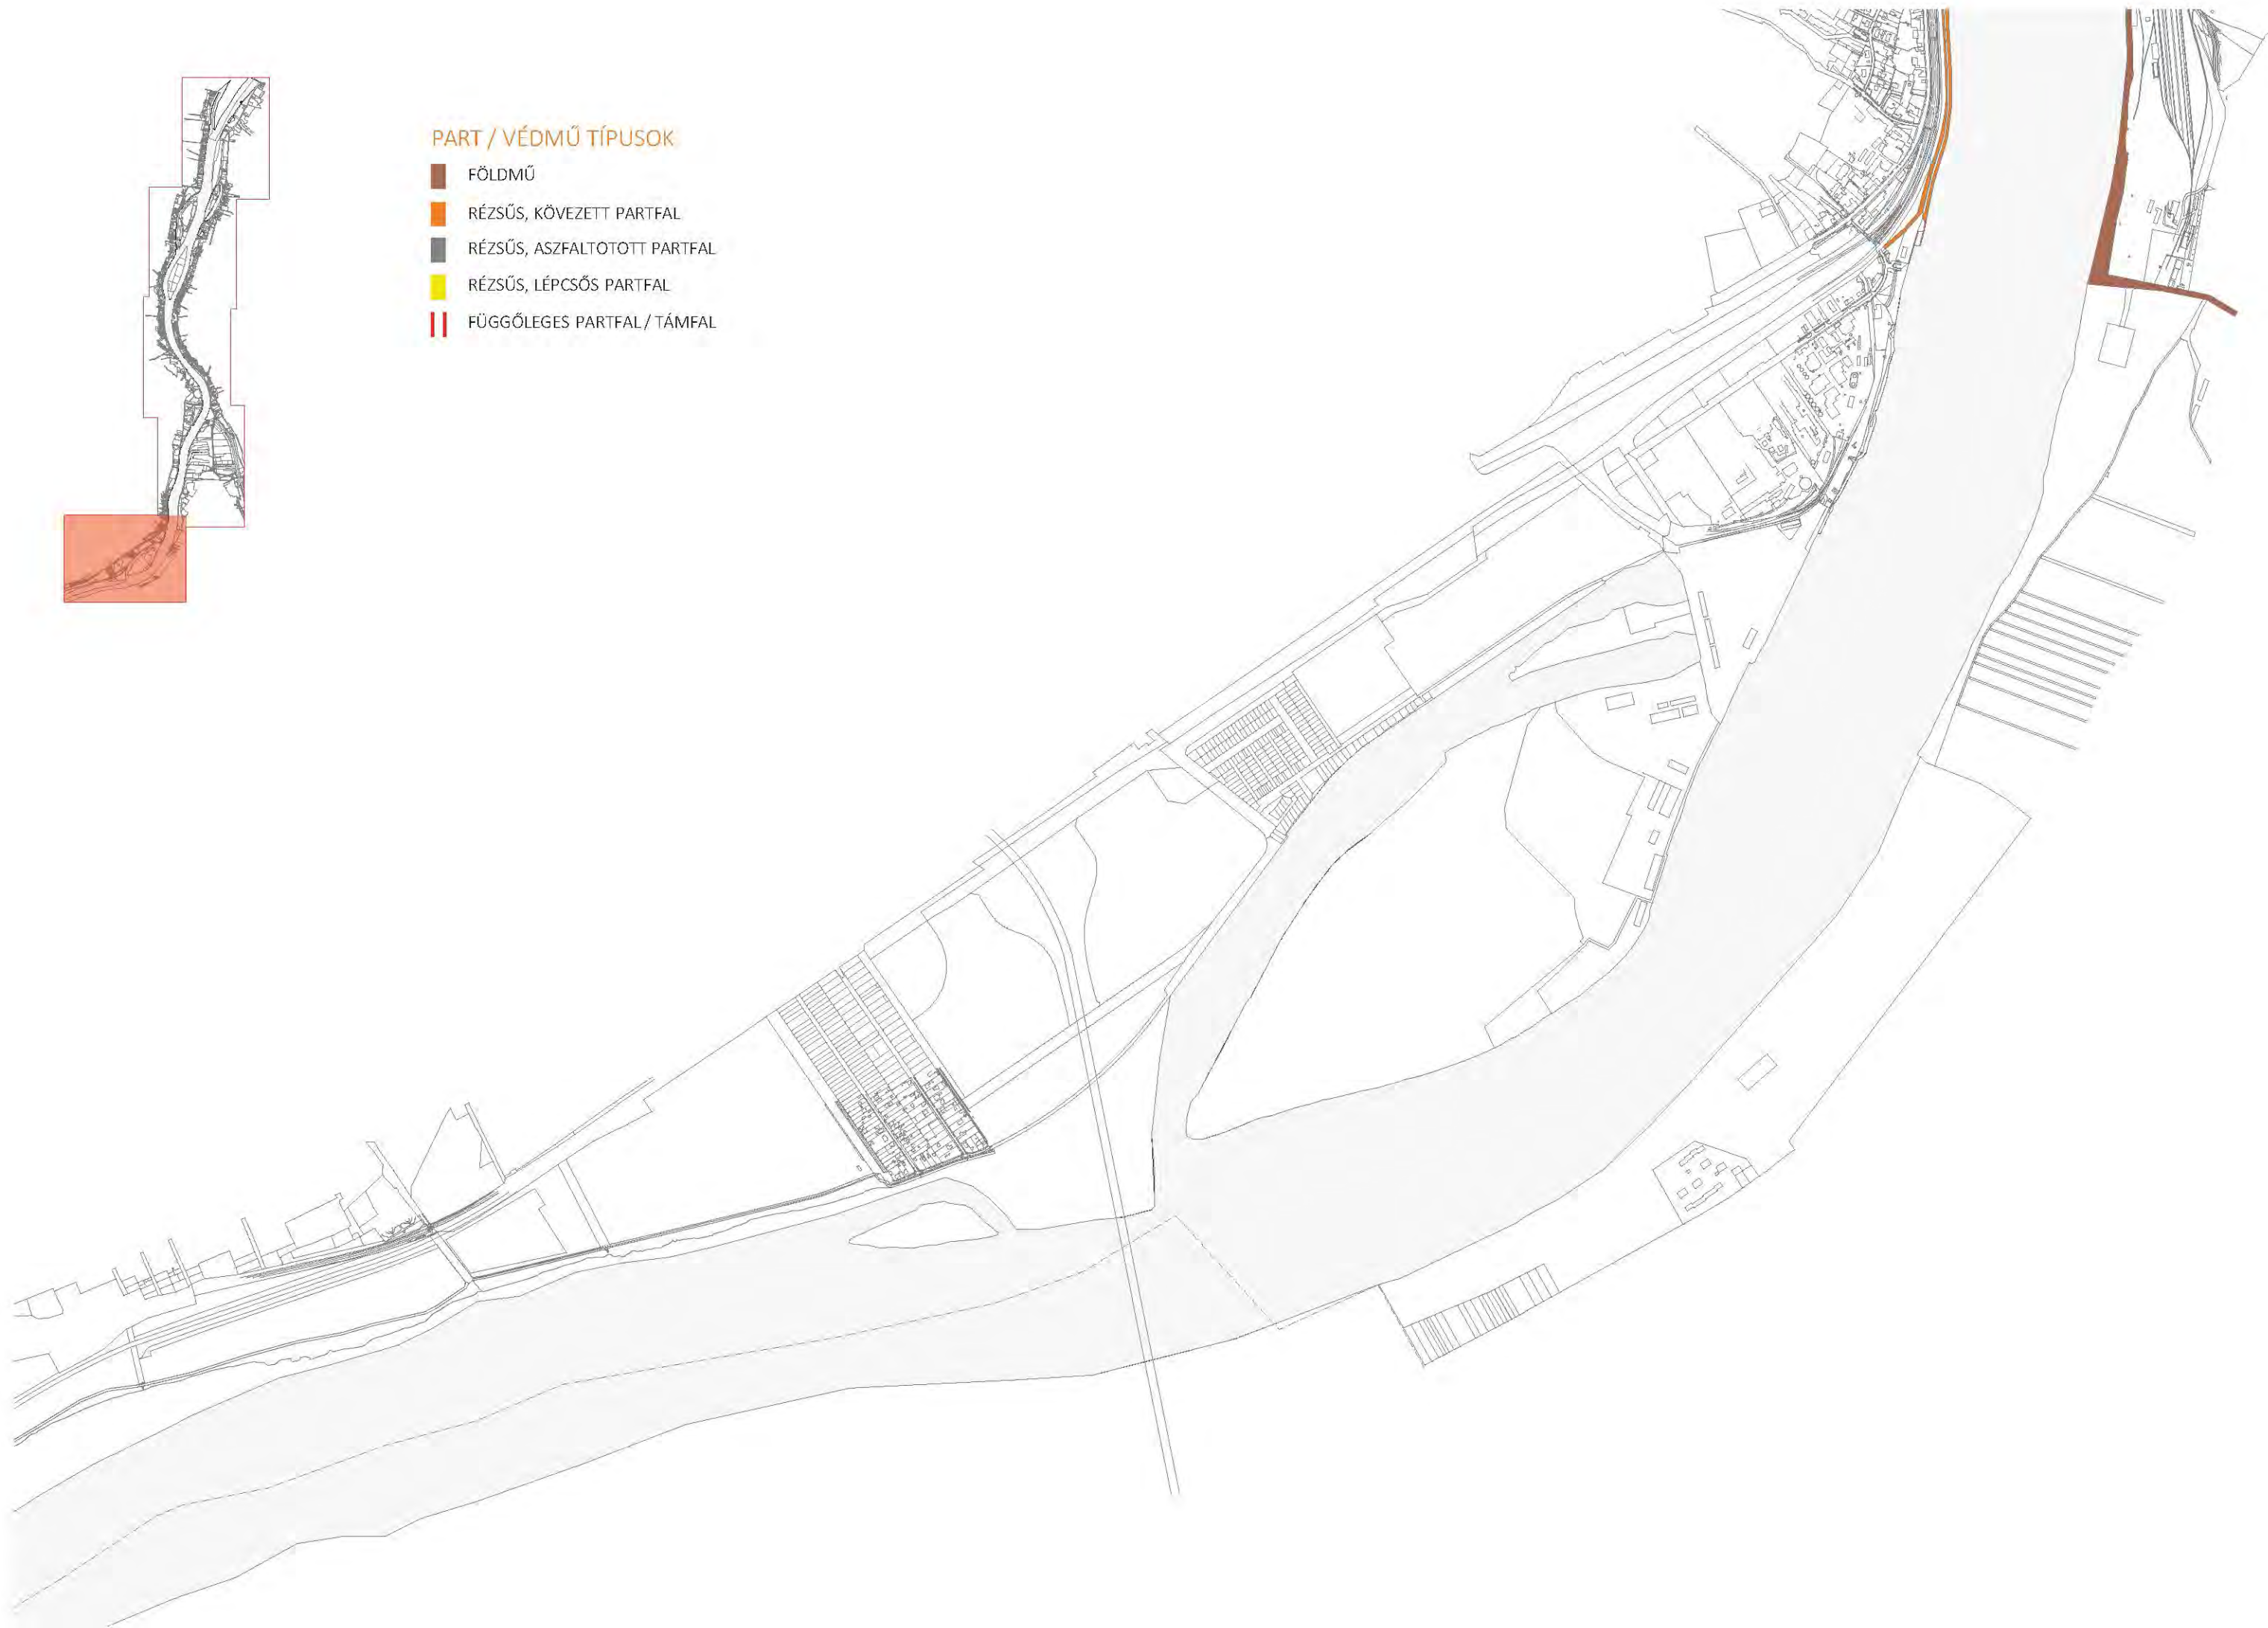 PART / VÉDMŰ TÍPUSOK
FÖLDMŰ
RÉZSŰS, KÖVEZETT PARTFAL
RÉZSŰS, ASZFALTOTOTT PARTFAL
RÉZSŰS, LÉPCSŐS PARTFAL
FÜGGŐLEGES PARTFAL / TÁMFAL